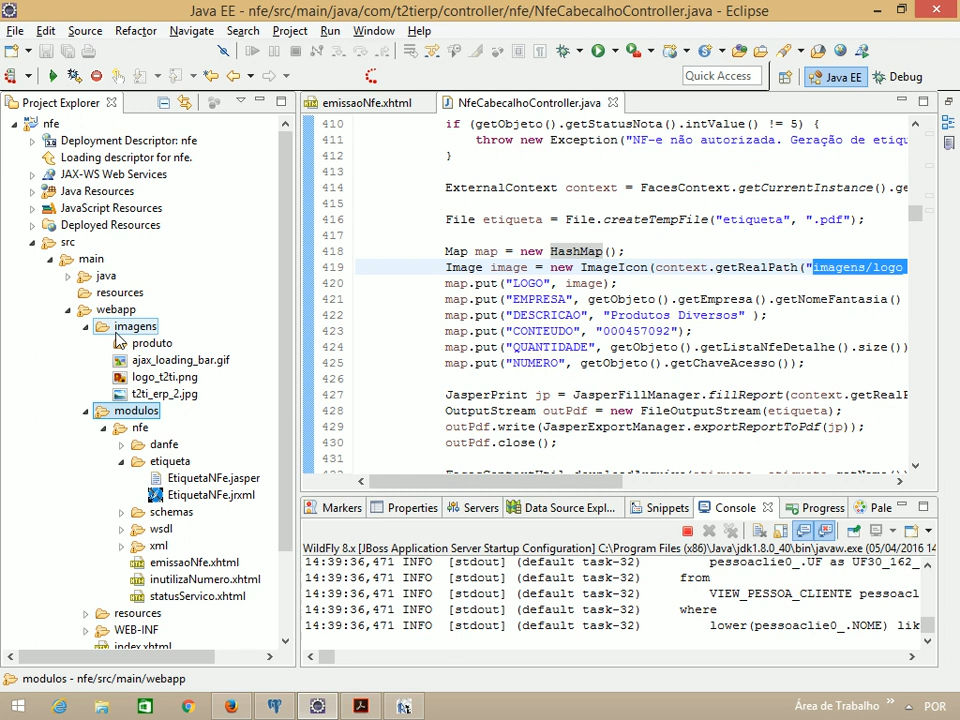 Java EE - nfe/src/main/java/com/t2tierp/controller/nfe/NfeCabecalhoController.java - Eclipse
File Edit Source Refactor Navigate Search Project Run Window Help
Quick Access
Java EE
Debug
Project Explorer
emissaoNfe.xhtml
NfeCabecalhoController.java
nfe
Deployment Descriptor: nfe
Loading descriptor for nfe.
JAX-WS Web Services
Java Resources
JavaScript Resources
Deployed Resources
src
main
java
resources
webapp
imagens
produto
ajax_loading_bar.gif
logo_t2ti.png
t2ti_erp_2.jpg
modulos
nfe
danfe
etiqueta
EtiquetaNFe.jasper
EtiquetaNFe.jrxml
schemas
wsdl
xml
emissaoNfe.xhtml
inutilizaNumero.xhtml
statusServico.xhtml
resources
WEB-INF
index.xhtml
410 if (getObjeto().getStatusNota().intValue() != 5) {
411 throw new Exception("NF-e não autorizada. Geração de etiqu
412 }
413
414 ExternalContext context = FacesContext.getCurrentInstance().ge
415
416 File etiqueta = File.createTempFile("etiqueta", ".pdf");
417
418 Map map = new HashMap();
419 Image image = new ImageIcon(context.getRealPath("imagens/logo_
420 map.put("LOGO", image);
421 map.put("EMPRESA", getObjeto().getEmpresa().getNomeFantasia()
422 map.put("DESCRICAO", "Produtos Diversos" );
423 map.put("CONTEUDO", "000457092");
424 map.put("QUANTIDADE", getObjeto().getListaNfeDetalhe().size())
425 map.put("NUMERO", getObjeto().getChaveAcesso());
426
427 JasperPrint jp = JasperFillManager.fillReport(context.getRealP
428 OutputStream outPdf = new FileOutputStream(etiqueta);
429 outPdf.write(JasperExportManager.exportReportToPdf(jp));
430 outPdf.close();
431
Markers Properties Servers Data Source Expl... Snippets Console Progress Pale
WildFly 8.x [JBoss Application Server Startup Configuration] C:\Program Files (x86)\Java\jdk1.8.0_40\bin\javaw.exe (05/04/2016 14
14:39:36,471 INFO [stdout] (default task-32) pessoaclie0_.UF as UF30_162_
14:39:36,471 INFO [stdout] (default task-32) from
14:39:36,471 INFO [stdout] (default task-32) VIEW_PESSOA_CLIENTE pessoacl
14:39:36,471 INFO [stdout] (default task-32) where
14:39:36,471 INFO [stdout] (default task-32) lower(pessoaclie0_.NOME) lik
modulos - nfe/src/main/webapp
Área de Trabalho
POR